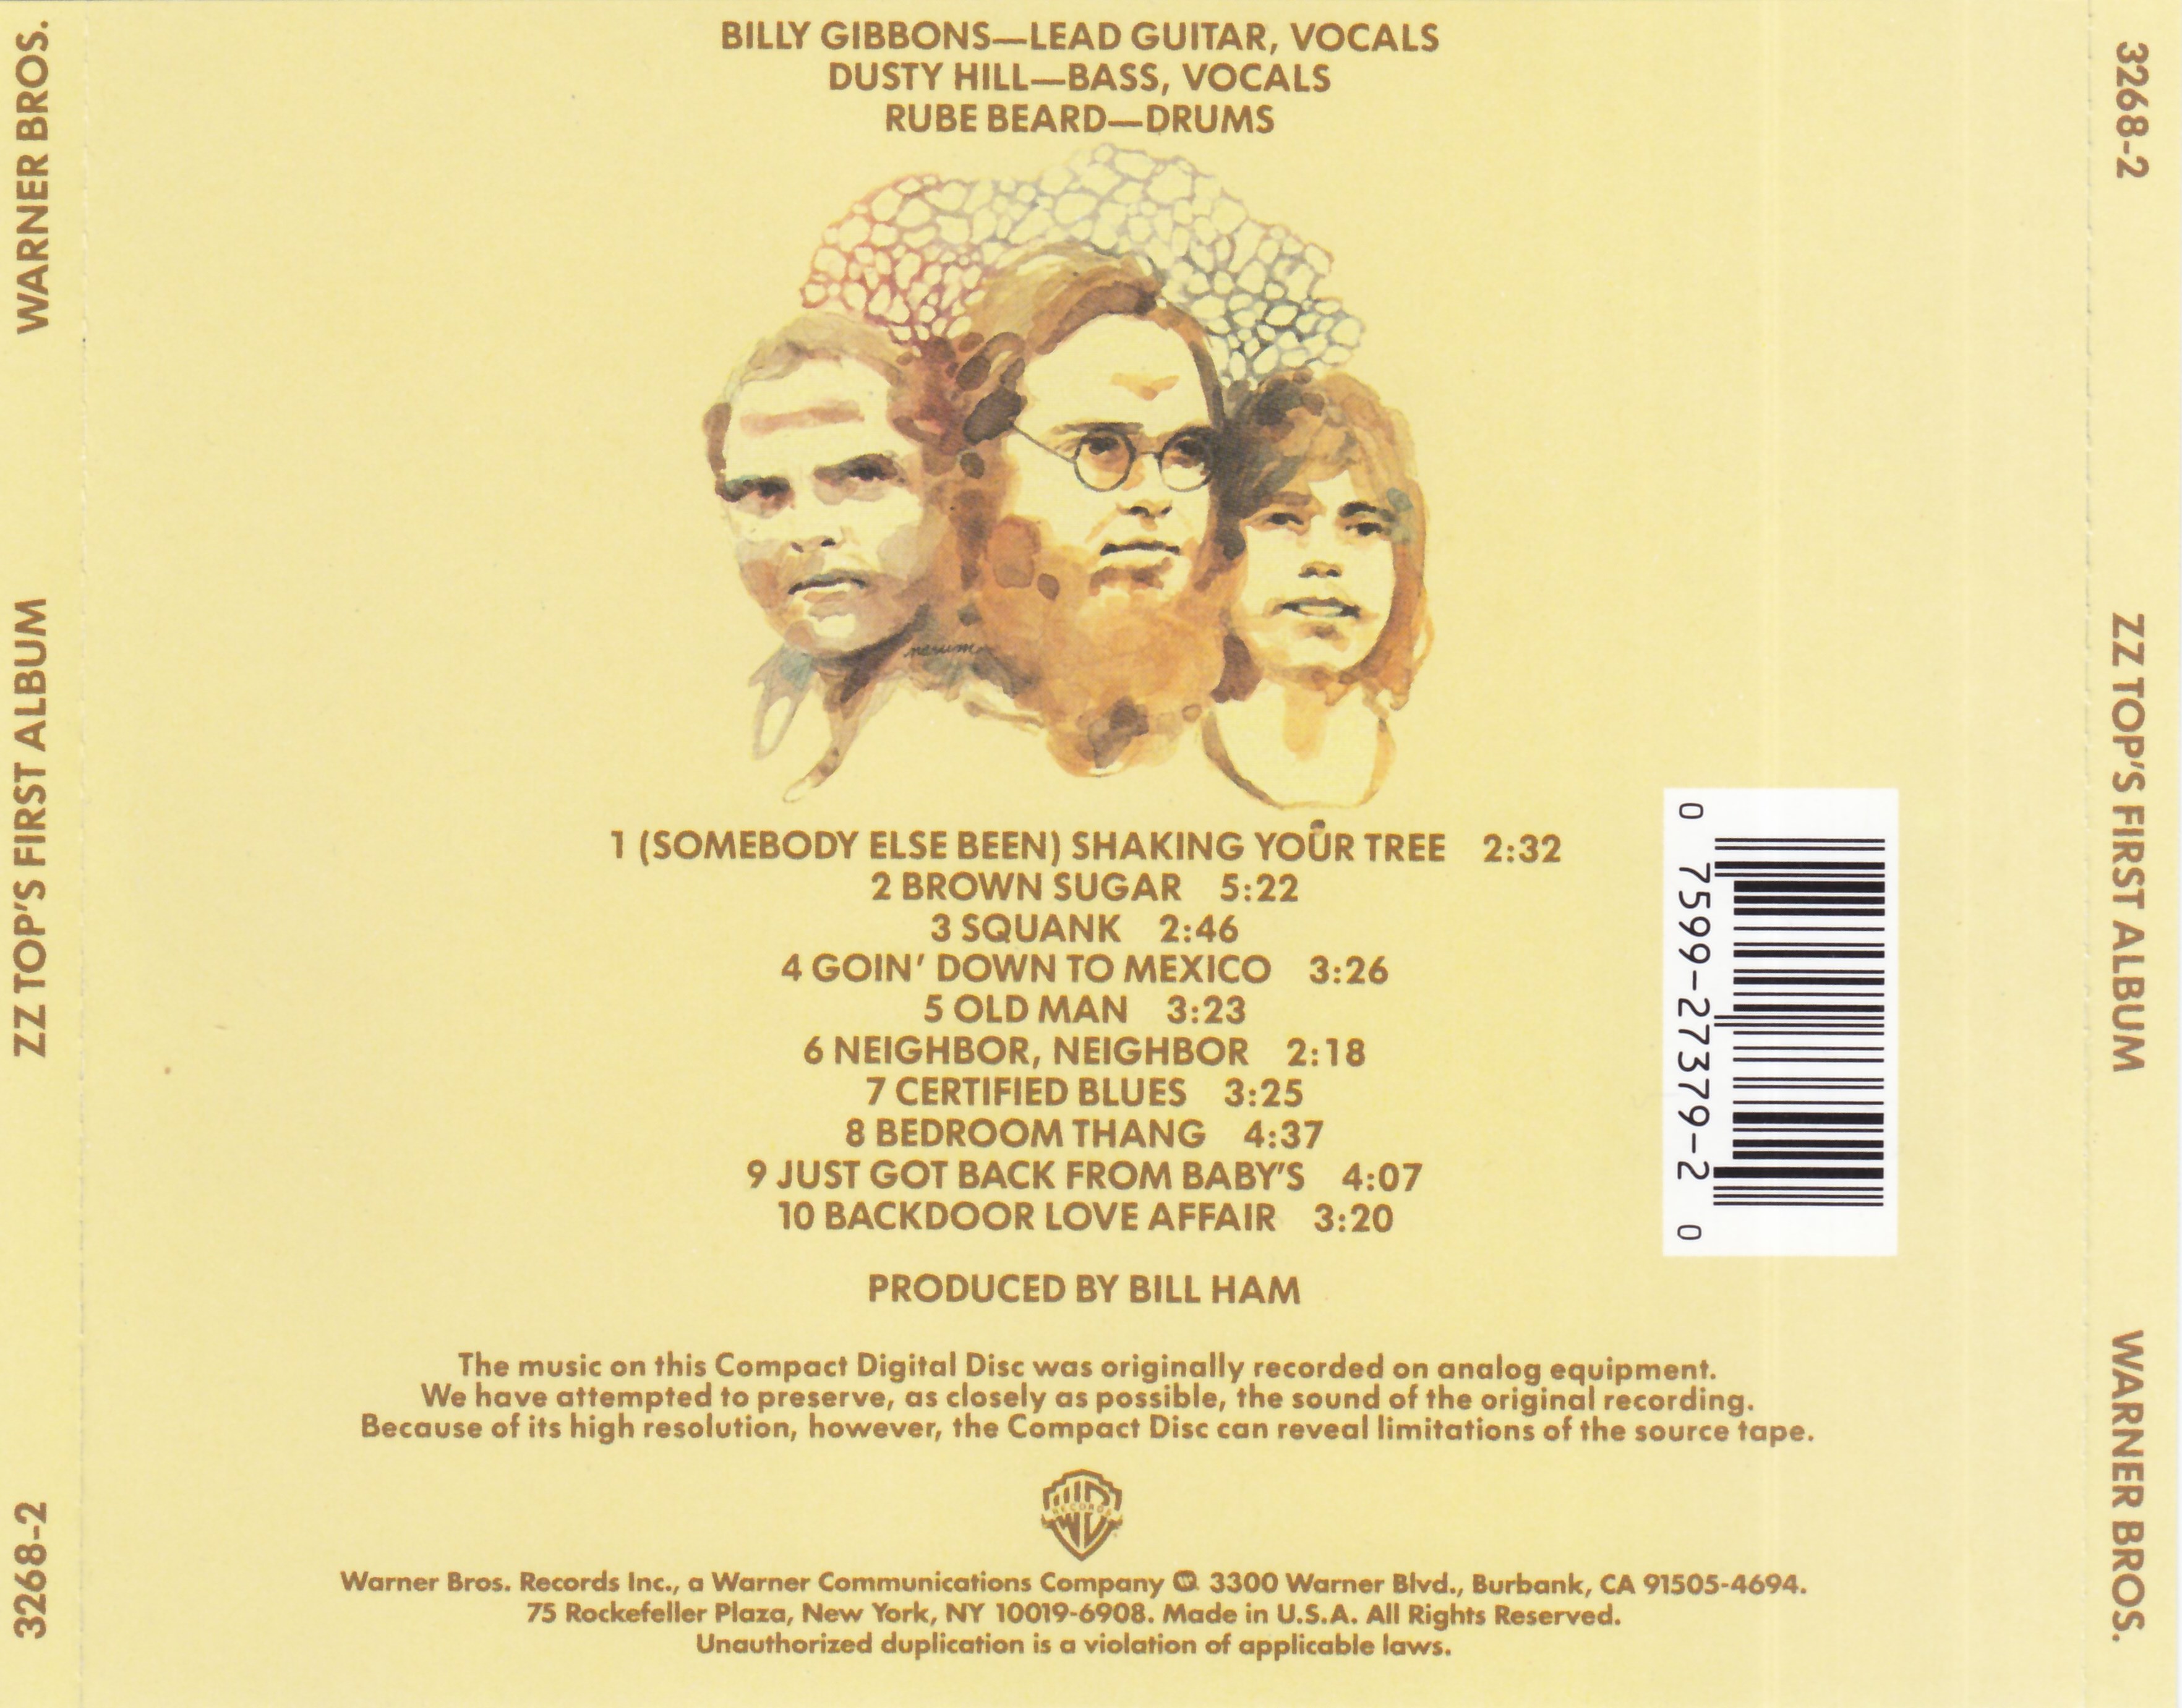 BILLY GIBBONS—LEAD GUITAR, VOCALS
DUSTY HILL—BASS, VOCALS
RUBE BEARD—DRUMS
WARNER BROS.
ZZ TOP'S FIRST ALBUM
3268-2
narum
1 (SOMEBODY ELSE BEEN) SHAKING YOUR TREE 2:32
2 BROWN SUGAR 5:22
3 SQUANK 2:46
4 GOIN' DOWN TO MEXICO 3:26
5 OLD MAN 3:23
6 NEIGHBOR, NEIGHBOR 2:18
7 CERTIFIED BLUES 3:25
8 BEDROOM THANG 4:37
9 JUST GOT BACK FROM BABY'S 4:07
10 BACKDOOR LOVE AFFAIR 3:20
0 7599-27379-2 0
PRODUCED BY BILL HAM
The music on this Compact Digital Disc was originally recorded on analog equipment.
We have attempted to preserve, as closely as possible, the sound of the original recording.
Because of its high resolution, however, the Compact Disc can reveal limitations of the source tape.
WB
RECORDS
Warner Bros. Records Inc., a Warner Communications Company 3300 Warner Blvd., Burbank, CA 91505-4694.
75 Rockefeller Plaza, New York, NY 10019-6908. Made in U.S.A. All Rights Reserved.
Unauthorized duplication is a violation of applicable laws.
3268-2
ZZ TOP'S FIRST ALBUM
WARNER BROS.